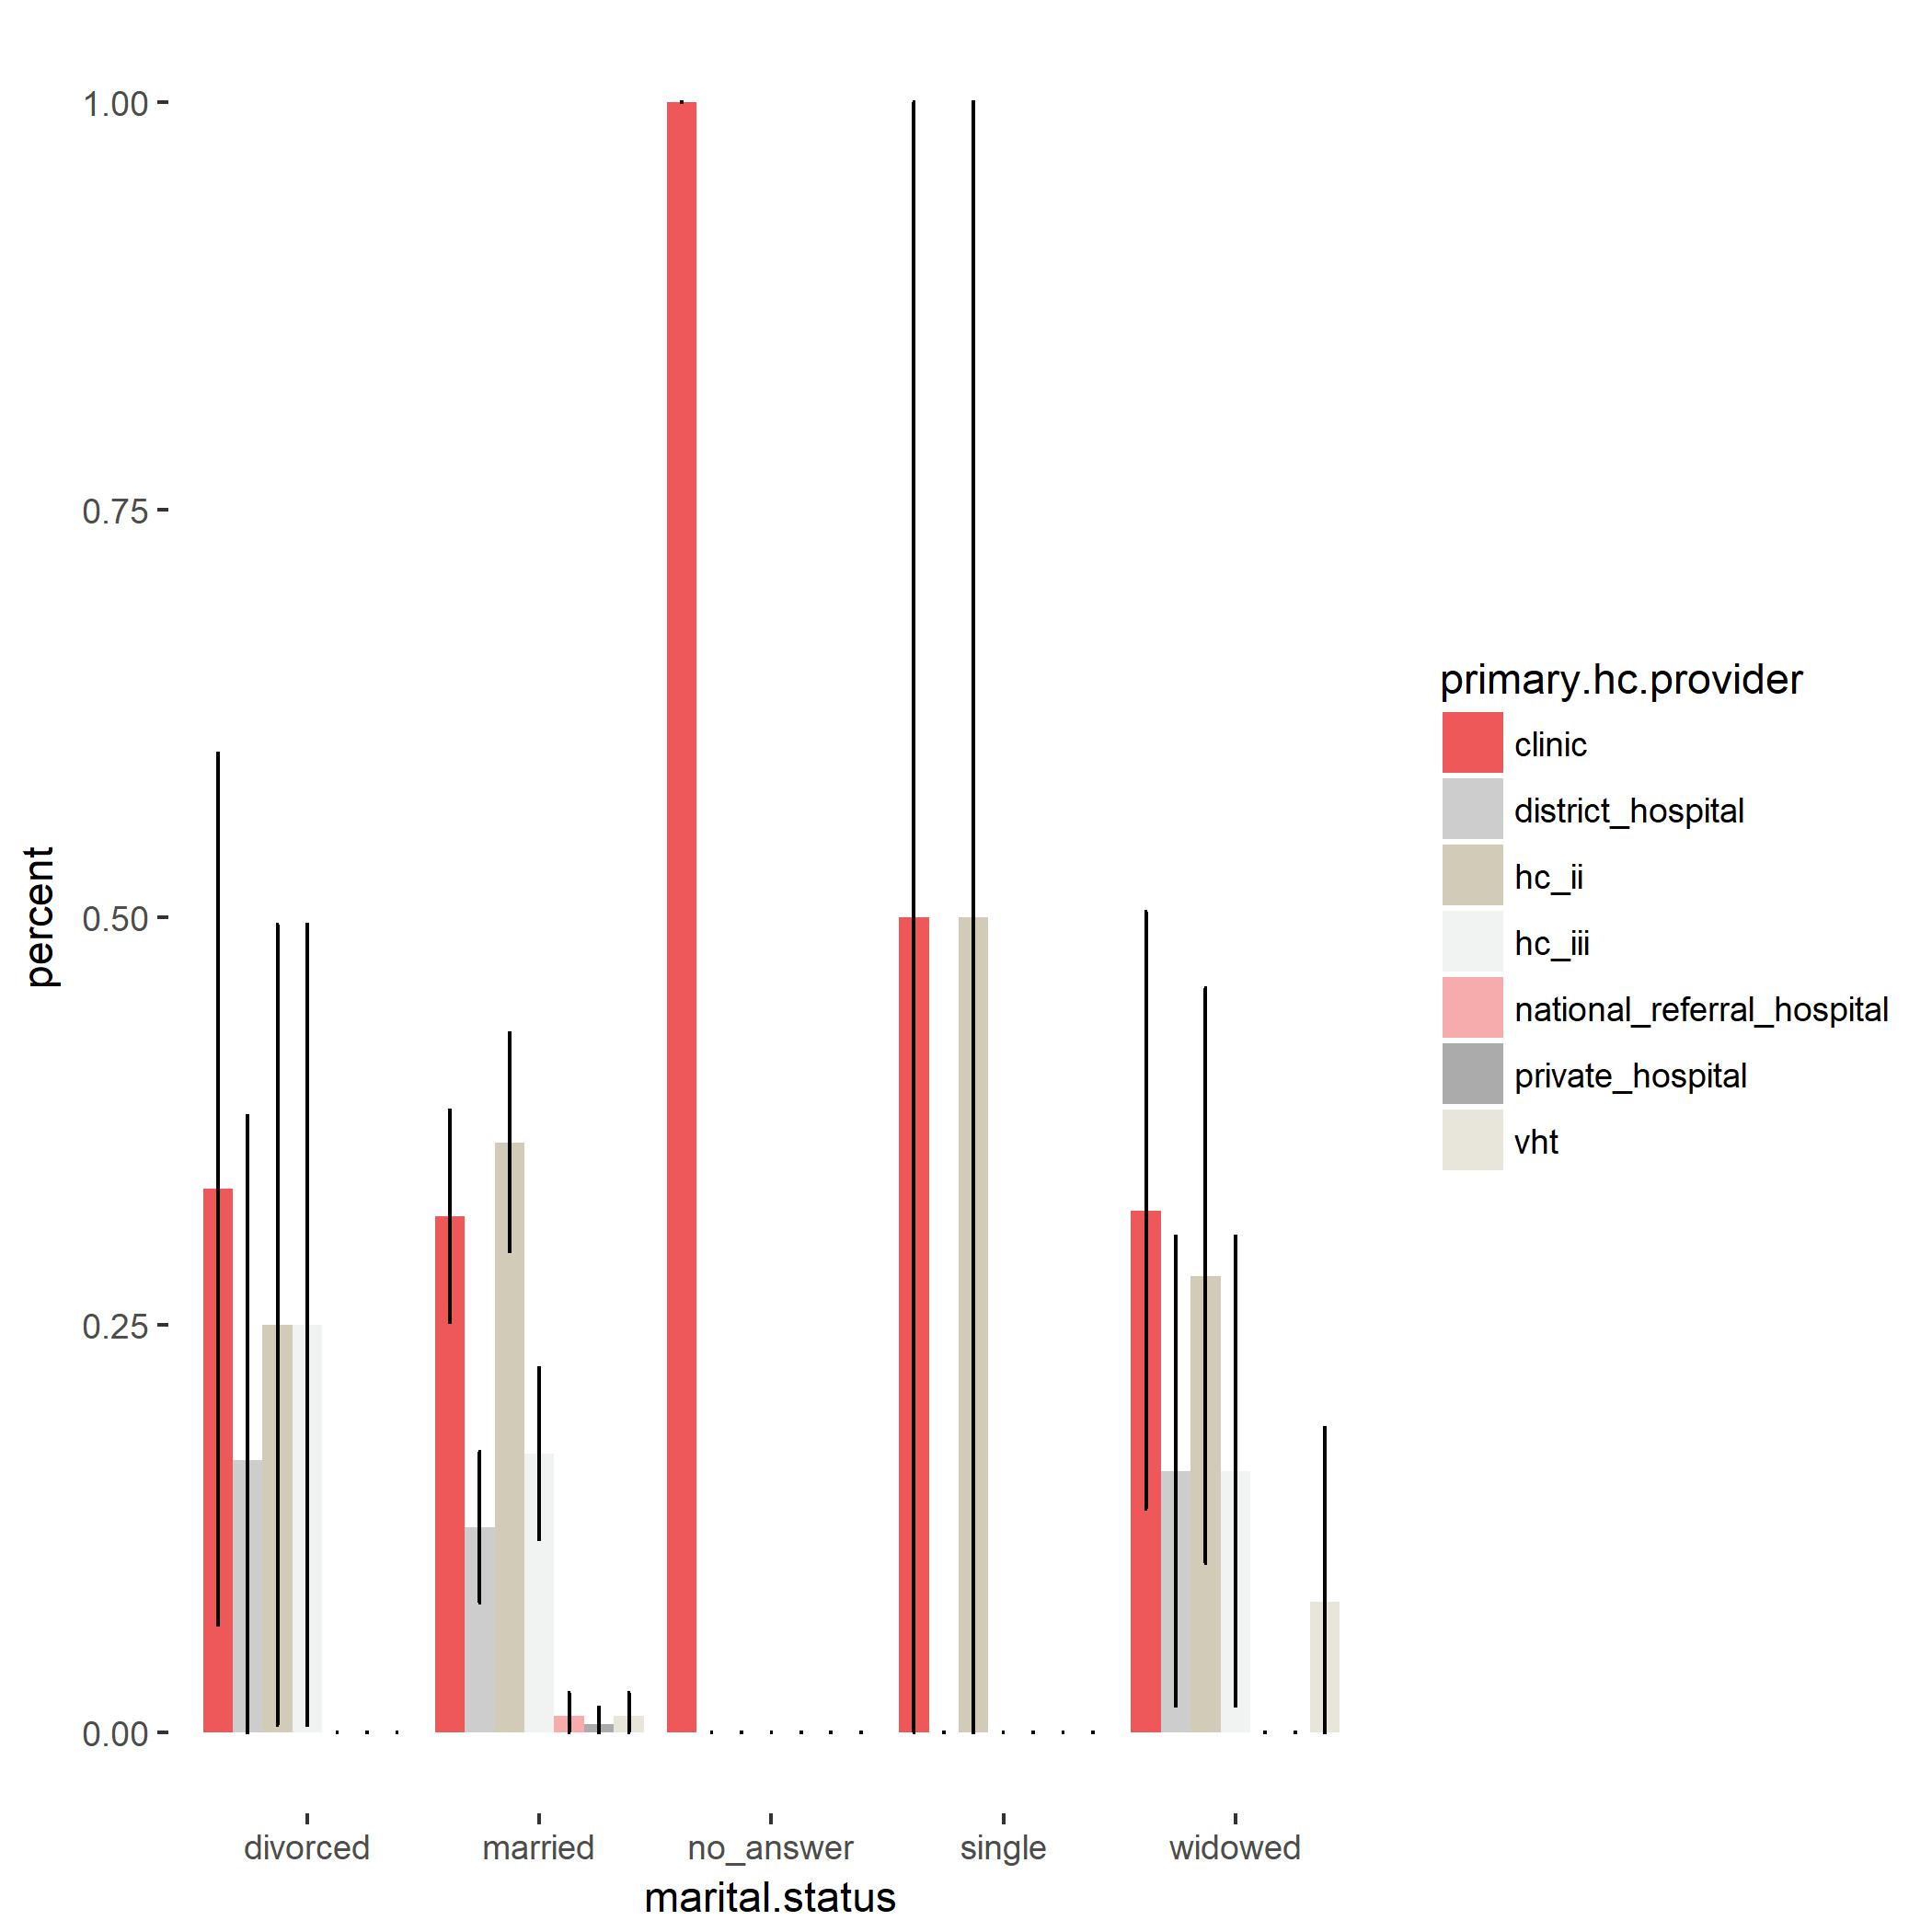 1.00
0.75
0.50
0.25
0.00
percent
divorced
married
no_answer
single
widowed
marital.status
primary.hc.provider
clinic
district_hospital
hc_ii
hc_iii
national_referral_hospital
private_hospital
vht